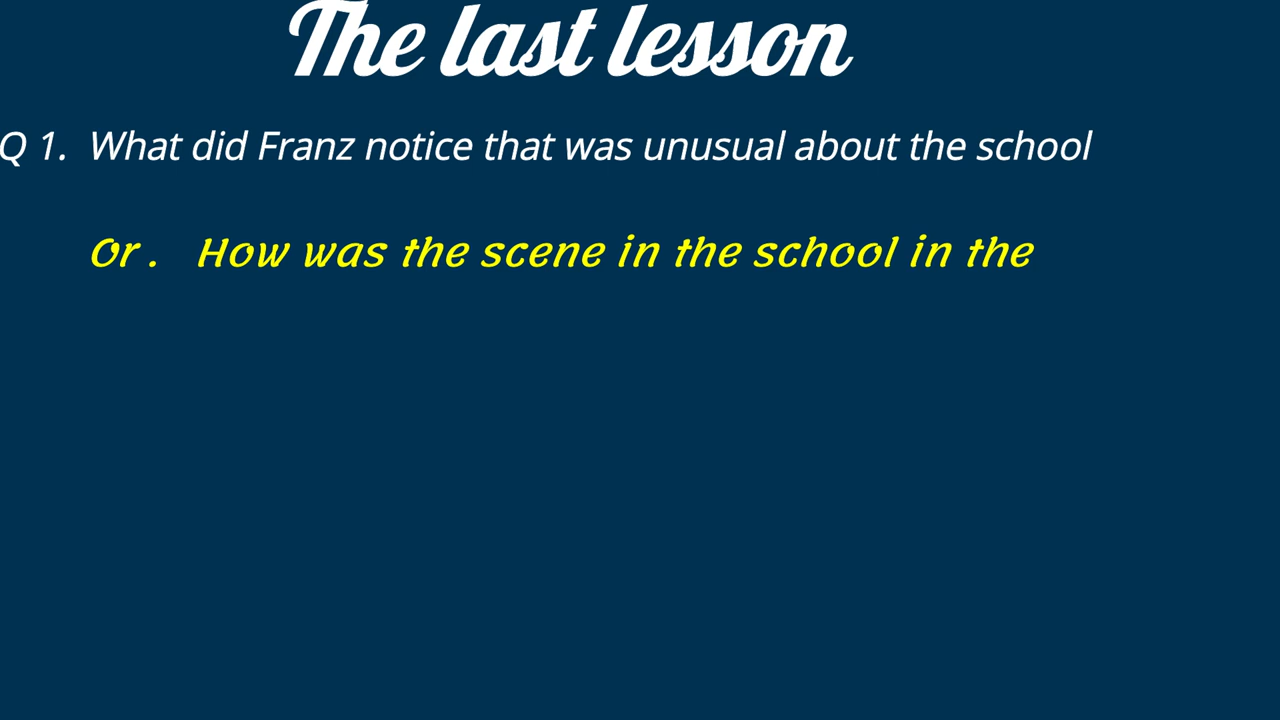 The last lesson
Q 1. What did Franz notice that was unusual about the school
Or. How was the scene in the school in the